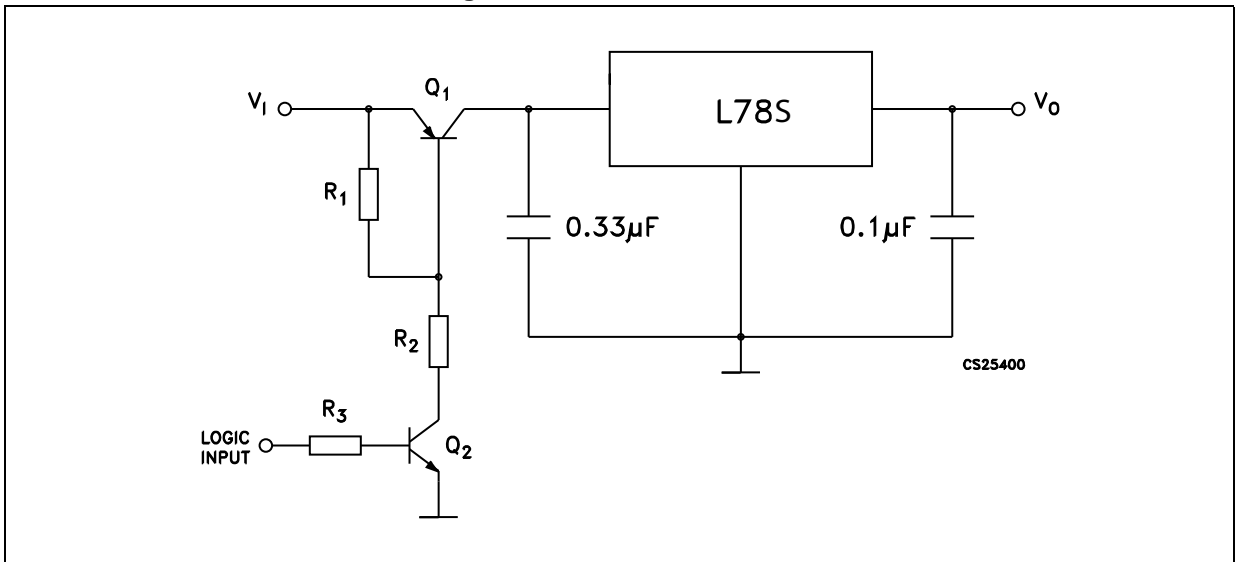 V_I
Q_1
L78S
V_O
R_1
0.33µF
0.1µF
R_2
CS25400
R_3
LOGIC
INPUT
Q_2